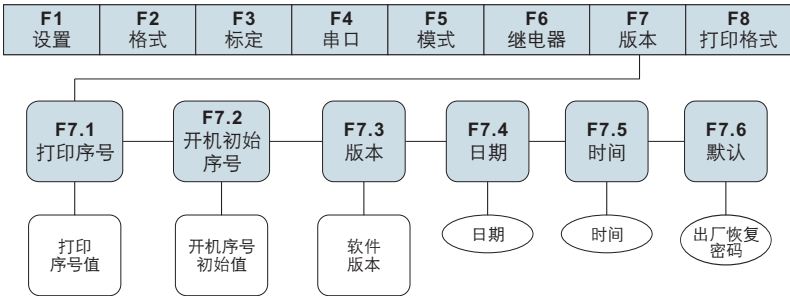 F1
设置
F2
格式
F3
标定
F4
串口
F5
模式
F6
继电器
F7
版本
F8
打印格式
F7.1
打印序号
F7.2
开机初始
序号
F7.3
版本
F7.4
日期
F7.5
时间
F7.6
默认
打印
序号值
开机序号
初始值
软件
版本
日期
时间
出厂恢复
密码